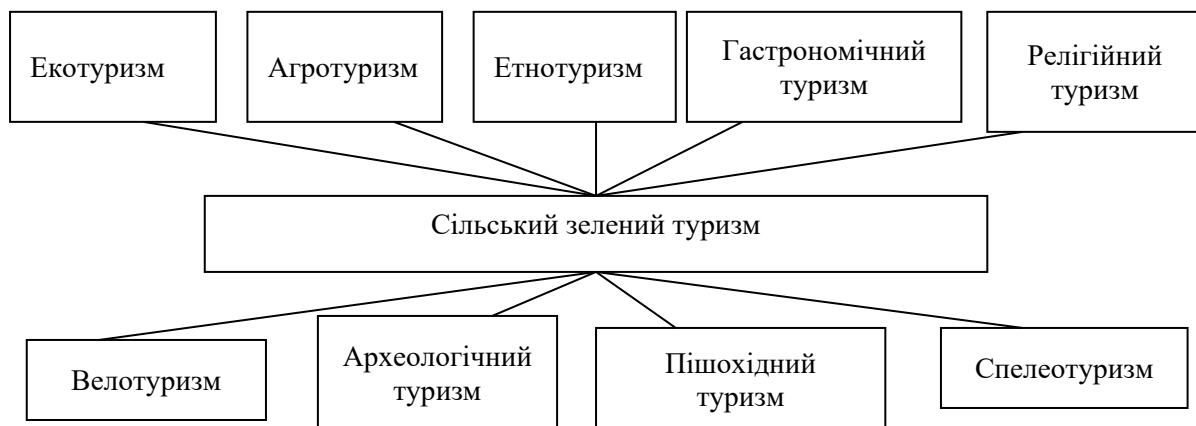 Екотуризм
Агротуризм
Етнотуризм
Гастрономічний
туризм
Релігійний
туризм
Сільський зелений туризм
Велотуризм
Археологічний
туризм
Пішохідний
туризм
Спелеотуризм